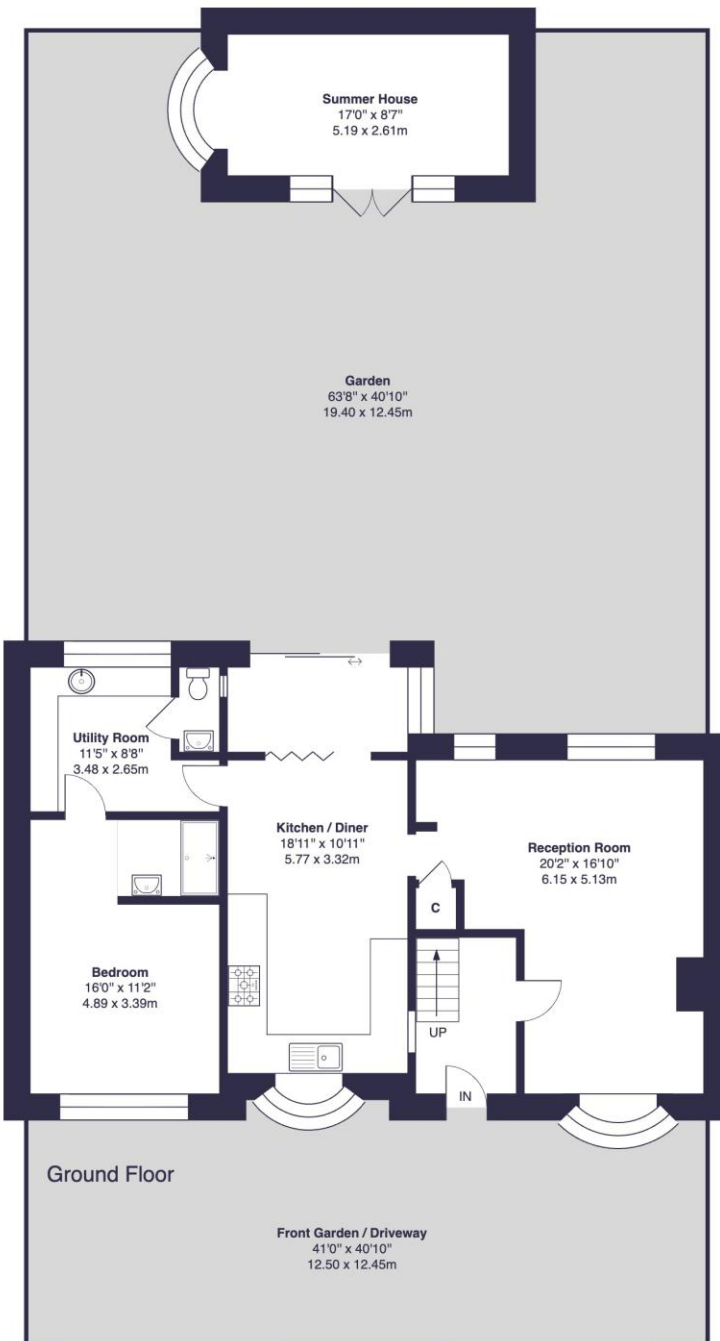 Summer House
17'0" x 8'7"
5.19 x 2.61m
Garden
63'8" x 40'10"
19.40 x 12.45m
Utility Room
11'5" x 8'8"
3.48 x 2.65m
Kitchen / Diner
18'11" x 10'11"
5.77 x 3.32m
Reception Room
20'2" x 16'10"
6.15 x 5.13m
C
Bedroom
16'0" x 11'2"
4.89 x 3.39m
UP
IN
Ground Floor
Front Garden / Driveway
41'0" x 40'10"
12.50 x 12.45m